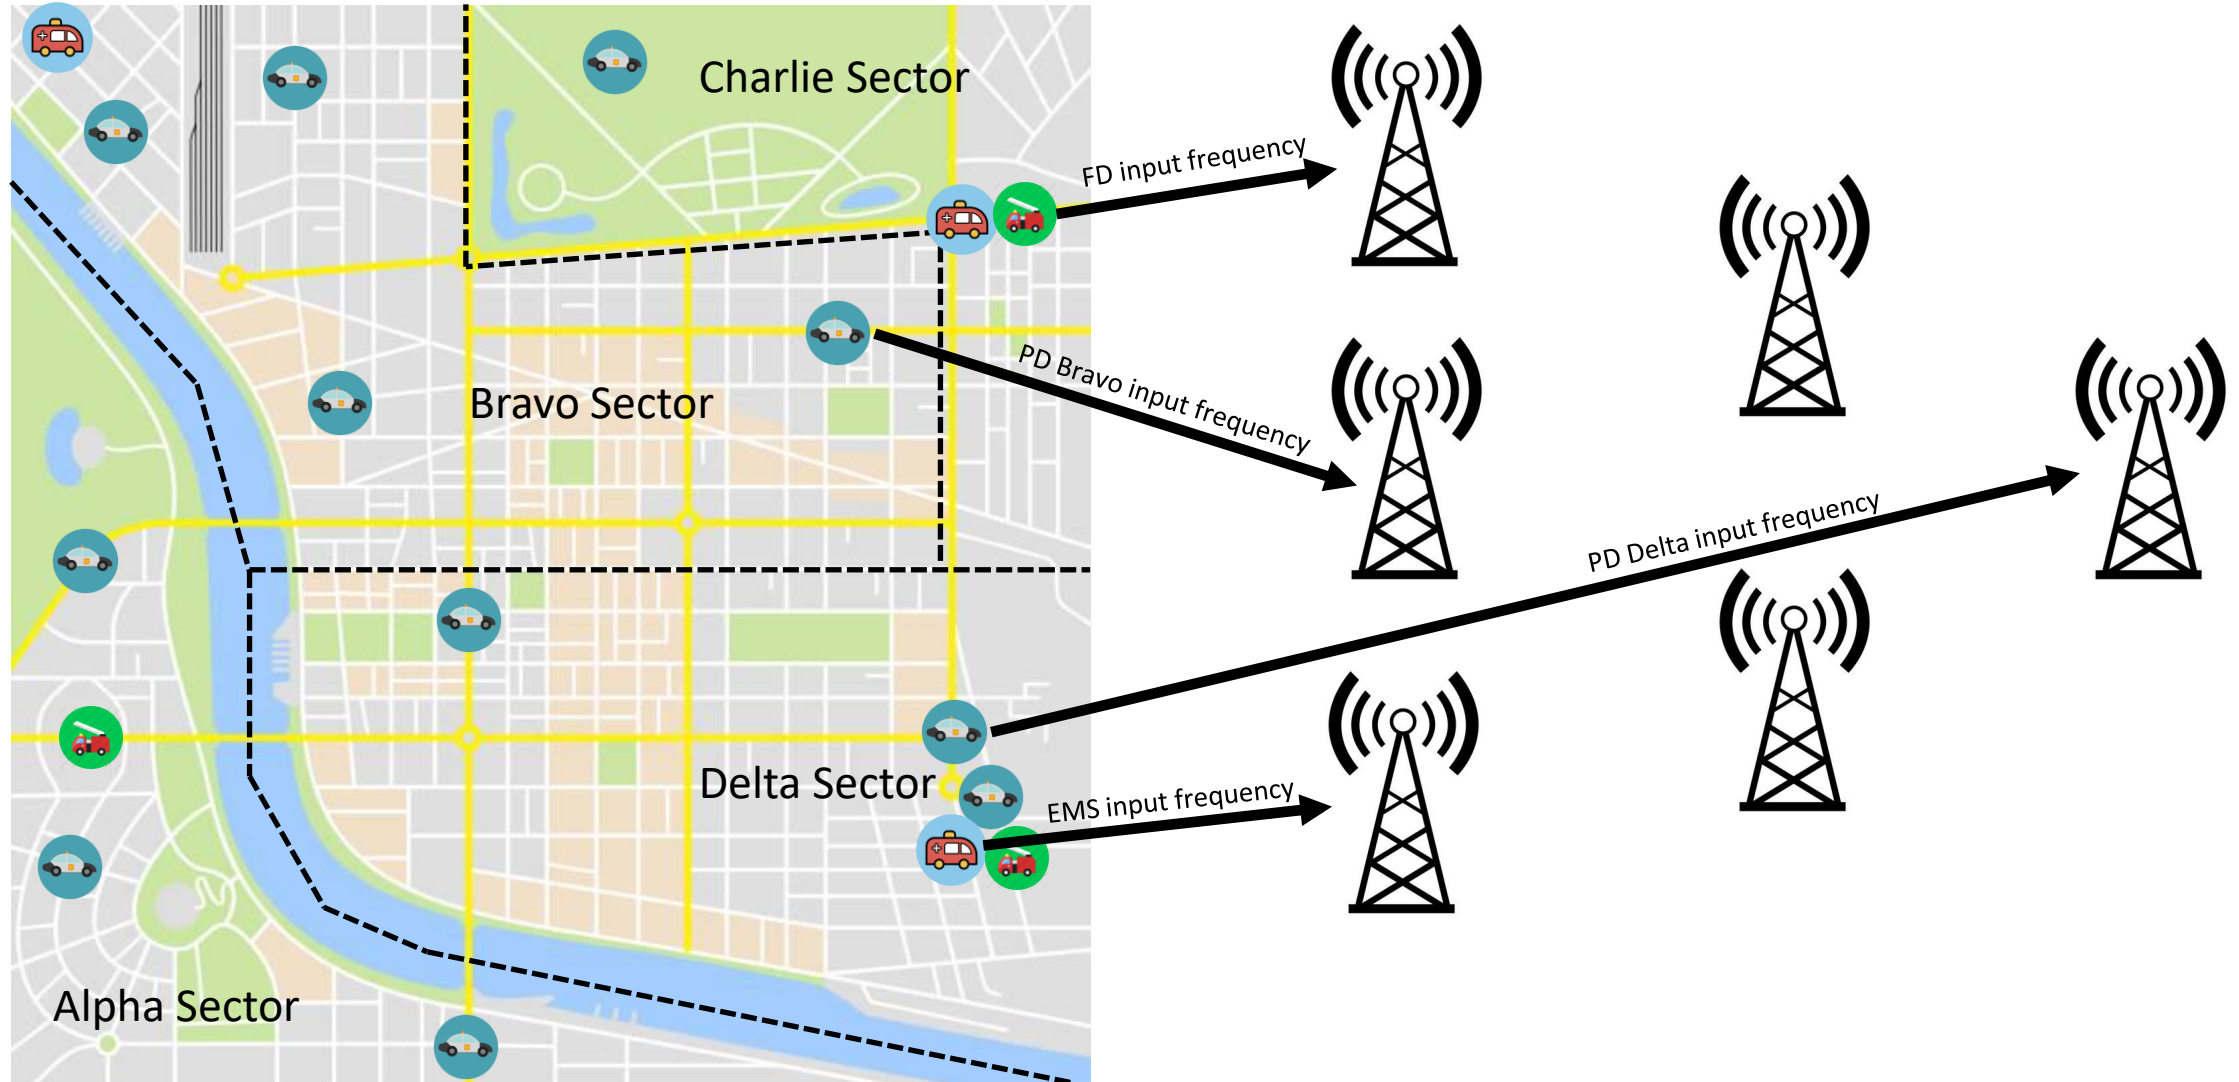 Charlie Sector
FD input frequency
PD Bravo input frequency
Bravo Sector
PD Delta input frequency
Delta Sector
EMS input frequency
Alpha Sector